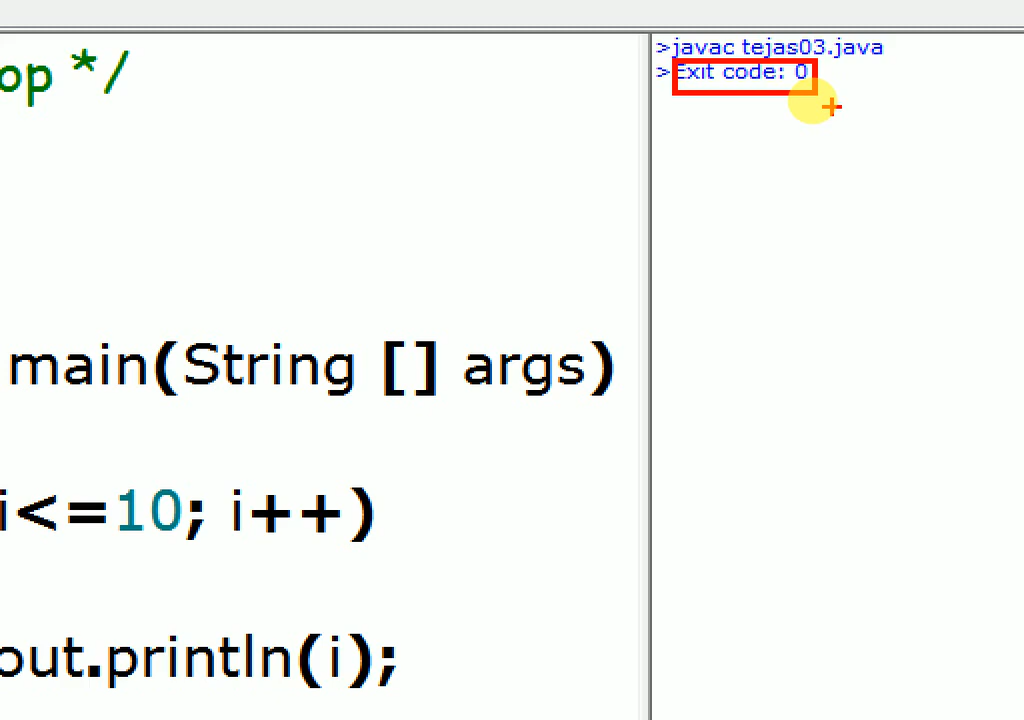 op */
main(String [] args)
i<=10; i++)
out.println(i);
>javac tejas03.java
>Exit code: 0